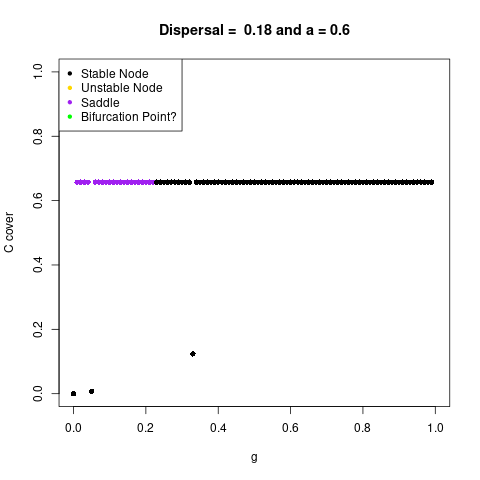 Dispersal =  0.18 and a = 0.6
Stable Node
Unstable Node
Saddle
Bifurcation Point?
C cover
1.0
0.8
0.6
0.4
0.2
0.0
0.0 0.2 0.4 0.6 0.8 1.0
g